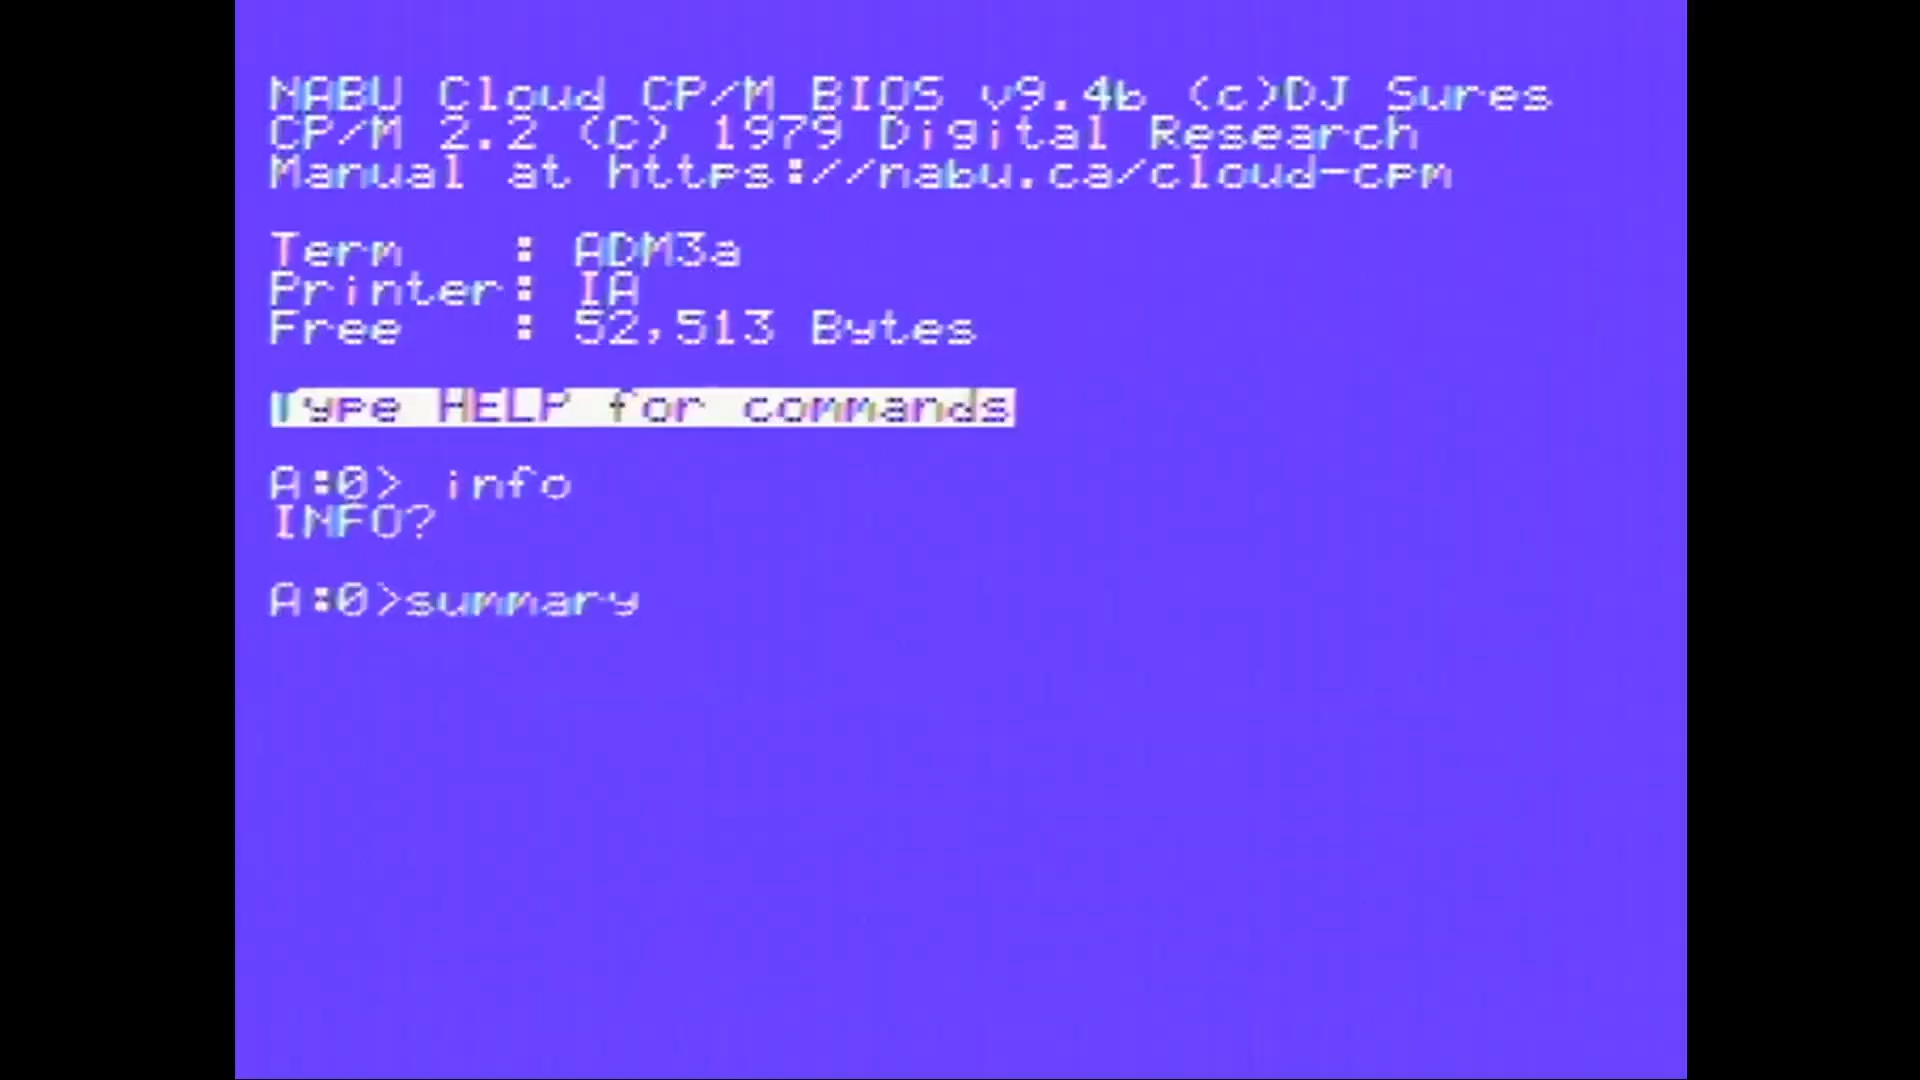 NABU Cloud CP/M BIOS v9.4b (c)DJ Sures
CP/M 2.2 (C) 1979 Digital Research
Manual at https://nabu.ca/cloud-cpm
Term   : ADM3a
Printer: IA
Free   : 52,513 Bytes
Type HELP for commands
A:0> info
INFO?
A:0>summary